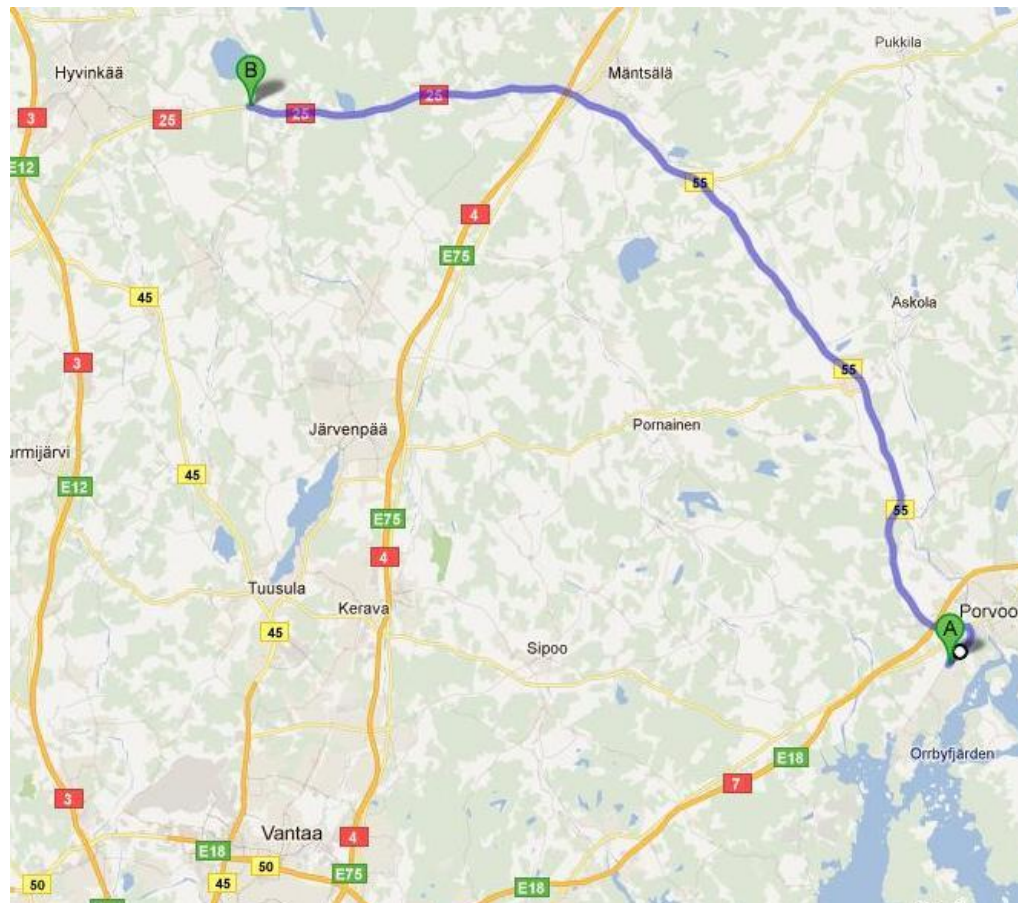 Pukkila
Hyvinkää
B
Mäntsälä
25
25
3
25
E12
55
4
E75
45
Askola
3
55
Järvenpää
Pornainen
urmijärvi
45
E12
55
E75
4
Tuusula
Kerava
Porvoo
A
45
Sipoo
Orrbyfjärden
E18
7
3
Vantaa
4
E18
50
E75
50
45
E18